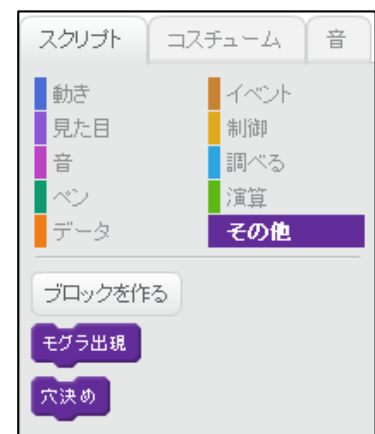 スクリプト コスチューム 音
動き イベント
見た目 制御
音 調べる
ペン 演算
データ その他
ブロックを作る
モグラ出現
穴決め